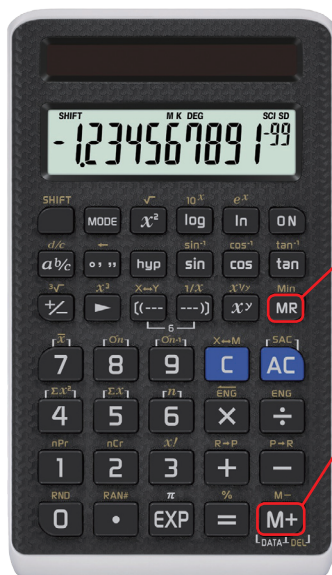 SHIFT M K DEG SCI SD
-1.234567891-99
SHIFT √ 10ˣ eˣ
MODE x² log ln ON
d/c ← sin⁻¹ cos⁻¹ tan⁻¹
ab/c °, ,, hyp sin cos tan
³√ x³ X↔Y 1/X x¹/ʸ Min
+/− ► [(--- ---)] xʸ MR
6
x̄ σn σn-1 X↔M SAC
7 8 9 C AC
Σx² Σx n ENG ENG
4 5 6 × ÷
nPr nCr x! R→P P→R
1 2 3 + −
RND RAN# π % M−
0 • EXP = M+
DATA DEL